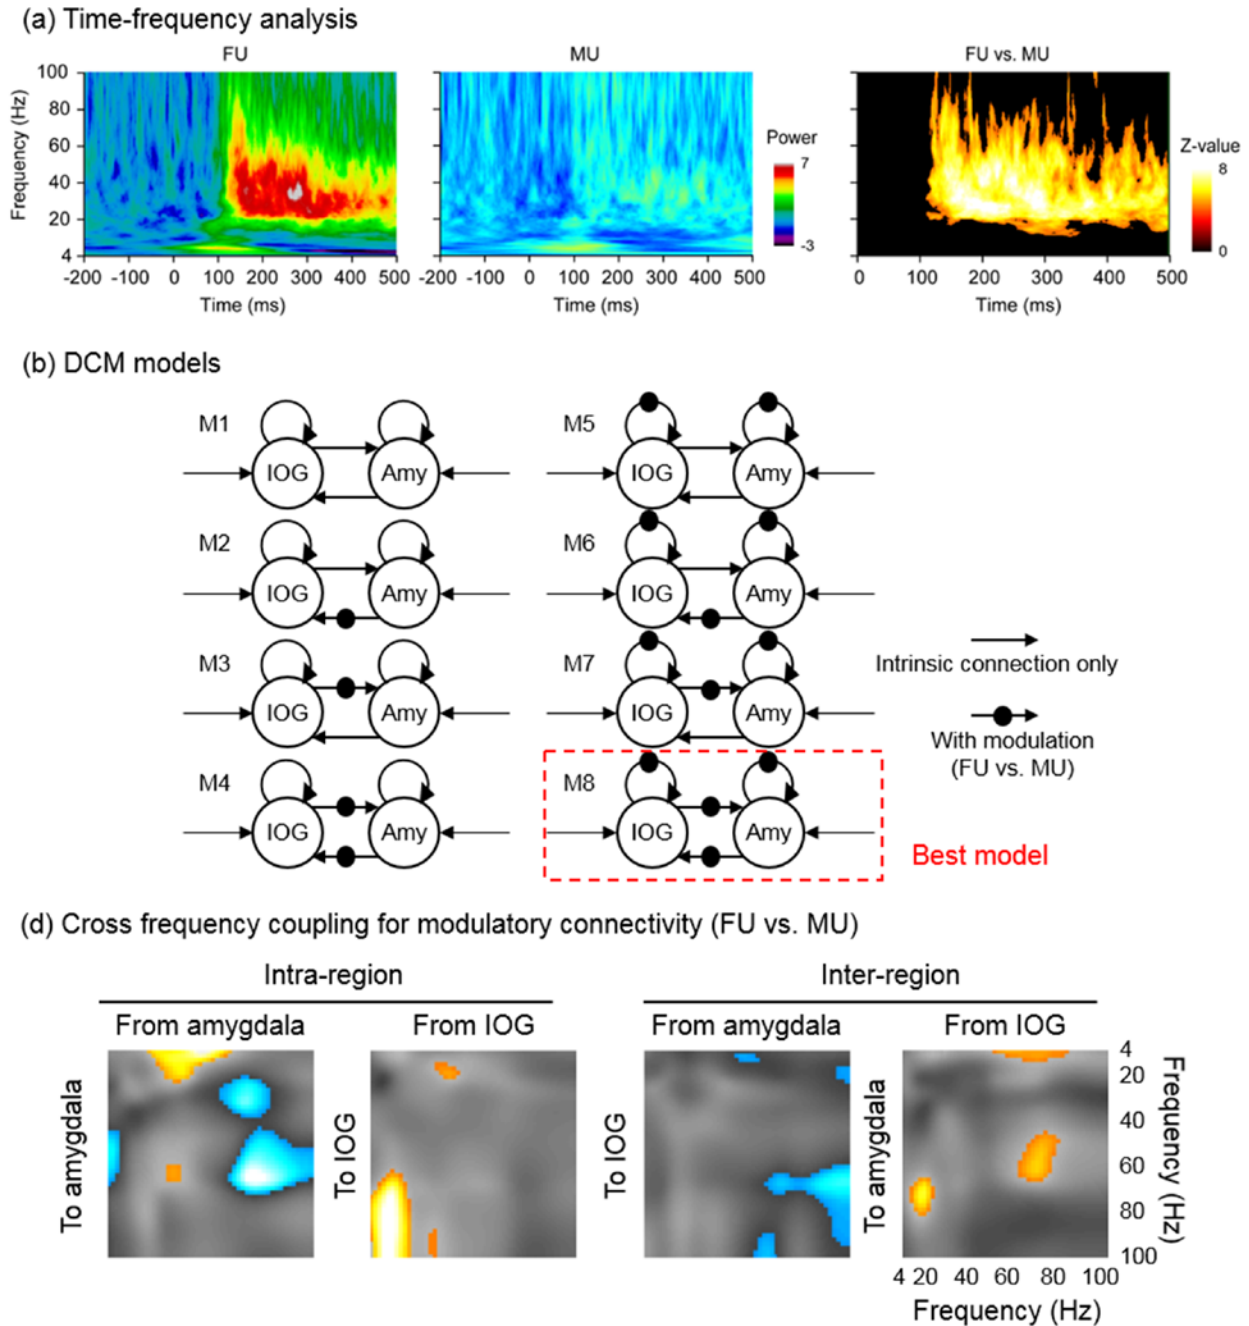 (a) Time-frequency analysis
FU
MU
FU vs. MU
Frequency (Hz)
100
80
60
40
20
4
-200 -100 0 100 200 300 400 500
Time (ms)
-200 -100 0 100 200 300 400 500
Time (ms)
Power
7
-3
0 100 200 300 400 500
Time (ms)
Z-value
8
0
(b) DCM models
M1
IOG
Amy
M5
IOG
Amy
M2
IOG
Amy
M6
IOG
Amy
M3
IOG
Amy
M7
IOG
Amy
M4
IOG
Amy
M8
IOG
Amy
Intrinsic connection only
With modulation
(FU vs. MU)
Best model
(d) Cross frequency coupling for modulatory connectivity (FU vs. MU)
Intra-region
Inter-region
From amygdala
From IOG
From amygdala
From IOG
To amygdala
To IOG
To IOG
To amygdala
4
20
40
60
80
100
Frequency (Hz)
4 20 40 60 80 100
Frequency (Hz)